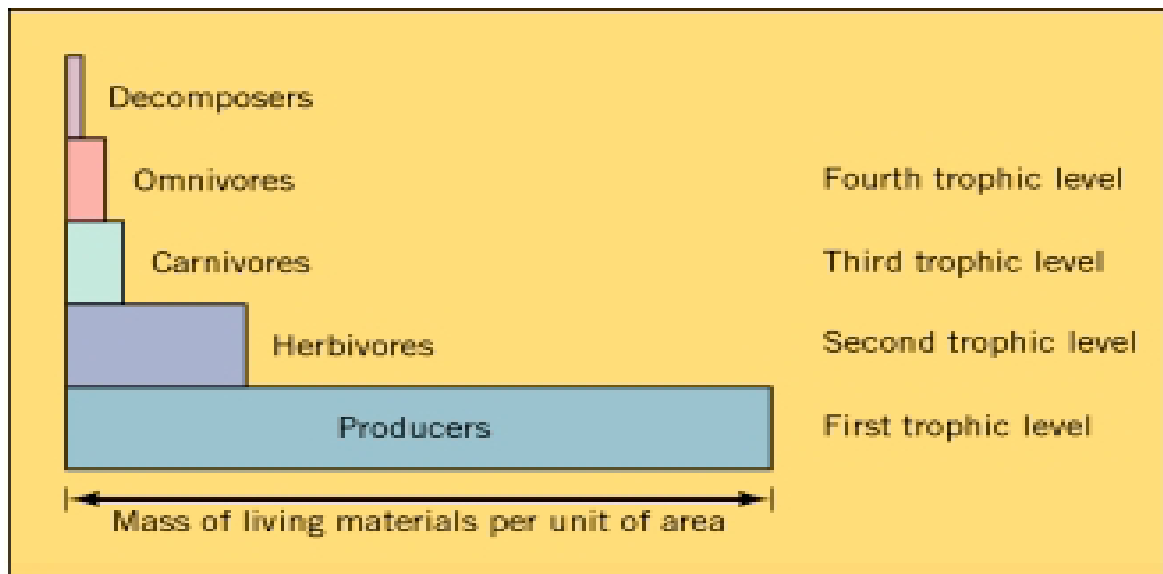 Decomposers
Omnivores Fourth trophic level
Carnivores Third trophic level
Herbivores Second trophic level
Producers First trophic level
Mass of living materials per unit of area